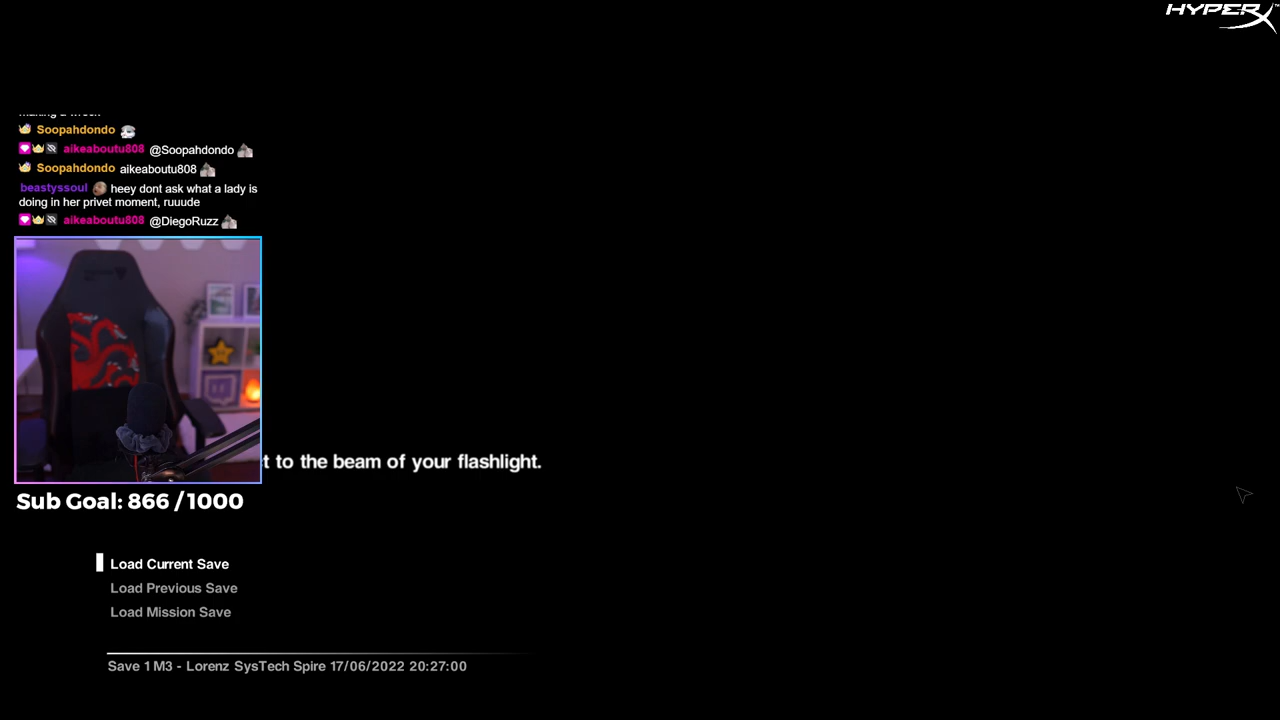 HYPERX
Soopahdondo
aikeaboutu808 @Soopahdondo
Soopahdondo aikeaboutu808
beastyssoul heey dont ask what a lady is
doing in her privet moment, ruuude
aikeaboutu808 @DiegoRuzz
t to the beam of your flashlight.
Sub Goal: 866 /1000
Load Current Save
Load Previous Save
Load Mission Save
Save 1 M3 - Lorenz SysTech Spire 17/06/2022 20:27:00